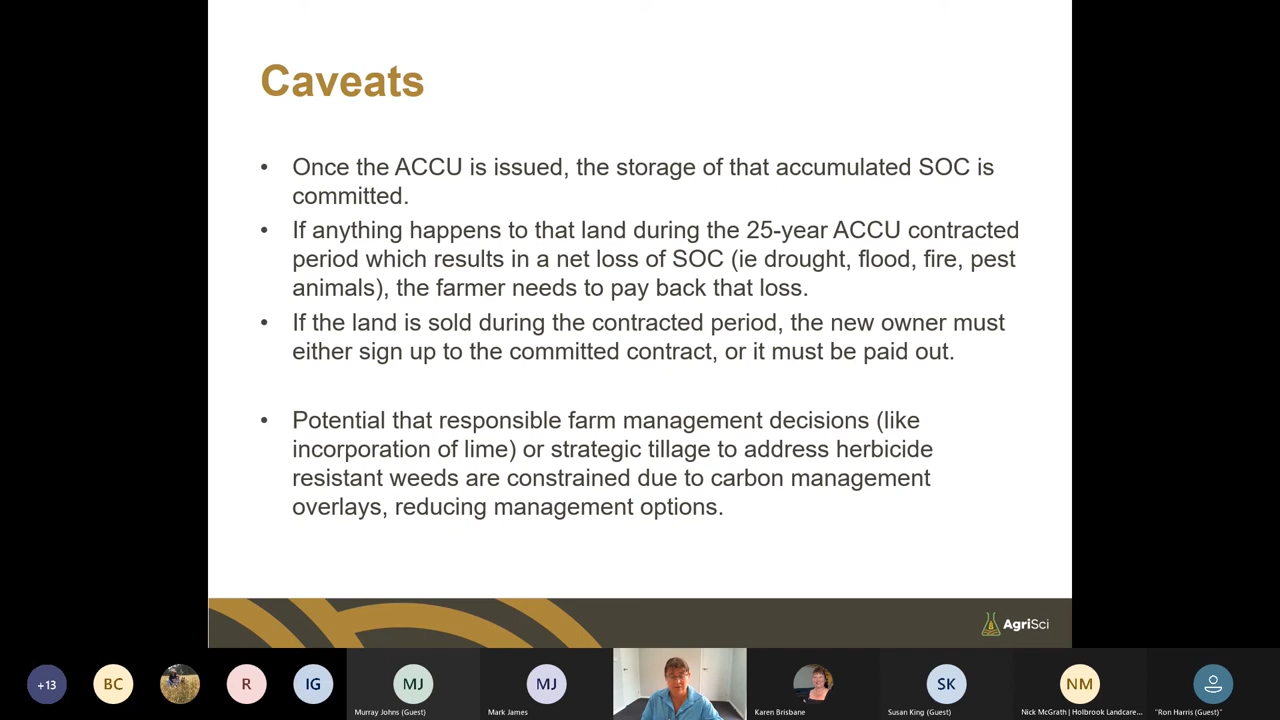 Caveats
• Once the ACCU is issued, the storage of that accumulated SOC is
committed.
• If anything happens to that land during the 25-year ACCU contracted
period which results in a net loss of SOC (ie drought, flood, fire, pest
animals), the farmer needs to pay back that loss.
• If the land is sold during the contracted period, the new owner must
either sign up to the committed contract, or it must be paid out.
• Potential that responsible farm management decisions (like
incorporation of lime) or strategic tillage to address herbicide
resistant weeds are constrained due to carbon management
overlays, reducing management options.
AgriSci
+13
BC
R
IG
MJ
Murray Johns (Guest)
MJ
Mark James
Karen Brisbane
SK
Susan King (Guest)
NM
Nick McGrath | Holbrook Landcare...
"Ron Harris (Guest)"